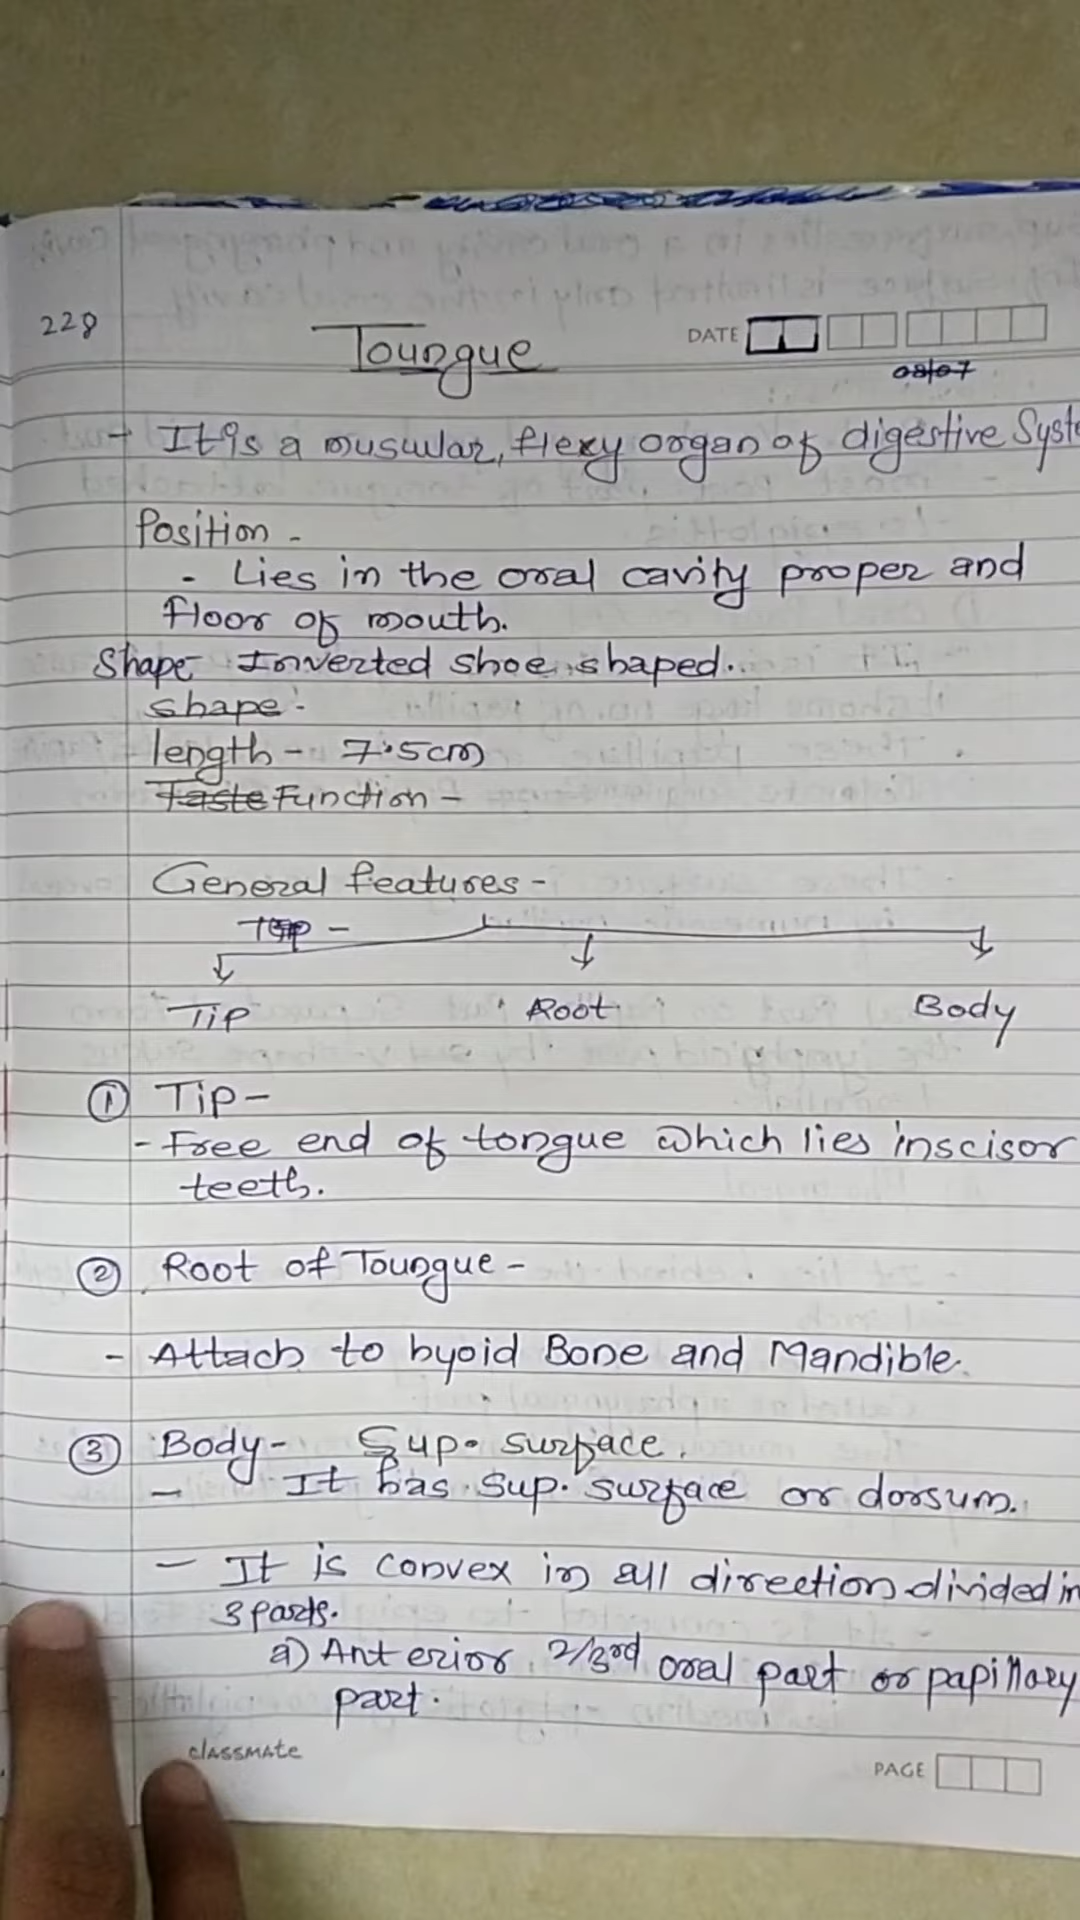 228
Toungue
DATE
08/07
→ It is a muscular, flexy organ of digestive Syste
Position -
- Lies in the oral cavity proper and
floor of mouth.
Shape- Inverted shoe shaped.
shape -
length - 7.5cm
Taste Function -
General features -
Tip Root Body
① Tip -
- Free end of tongue which lies inscisor
teeth.
② Root of Toungue -
- Attach to hyoid Bone and Mandible.
③ Body - Sup. surface.
- It has sup. surface or dorsum.
- It is convex in all direction divided in
3 parts.
a) Anterior 2/3rd oral part or papillary
part.
classmate
PAGE